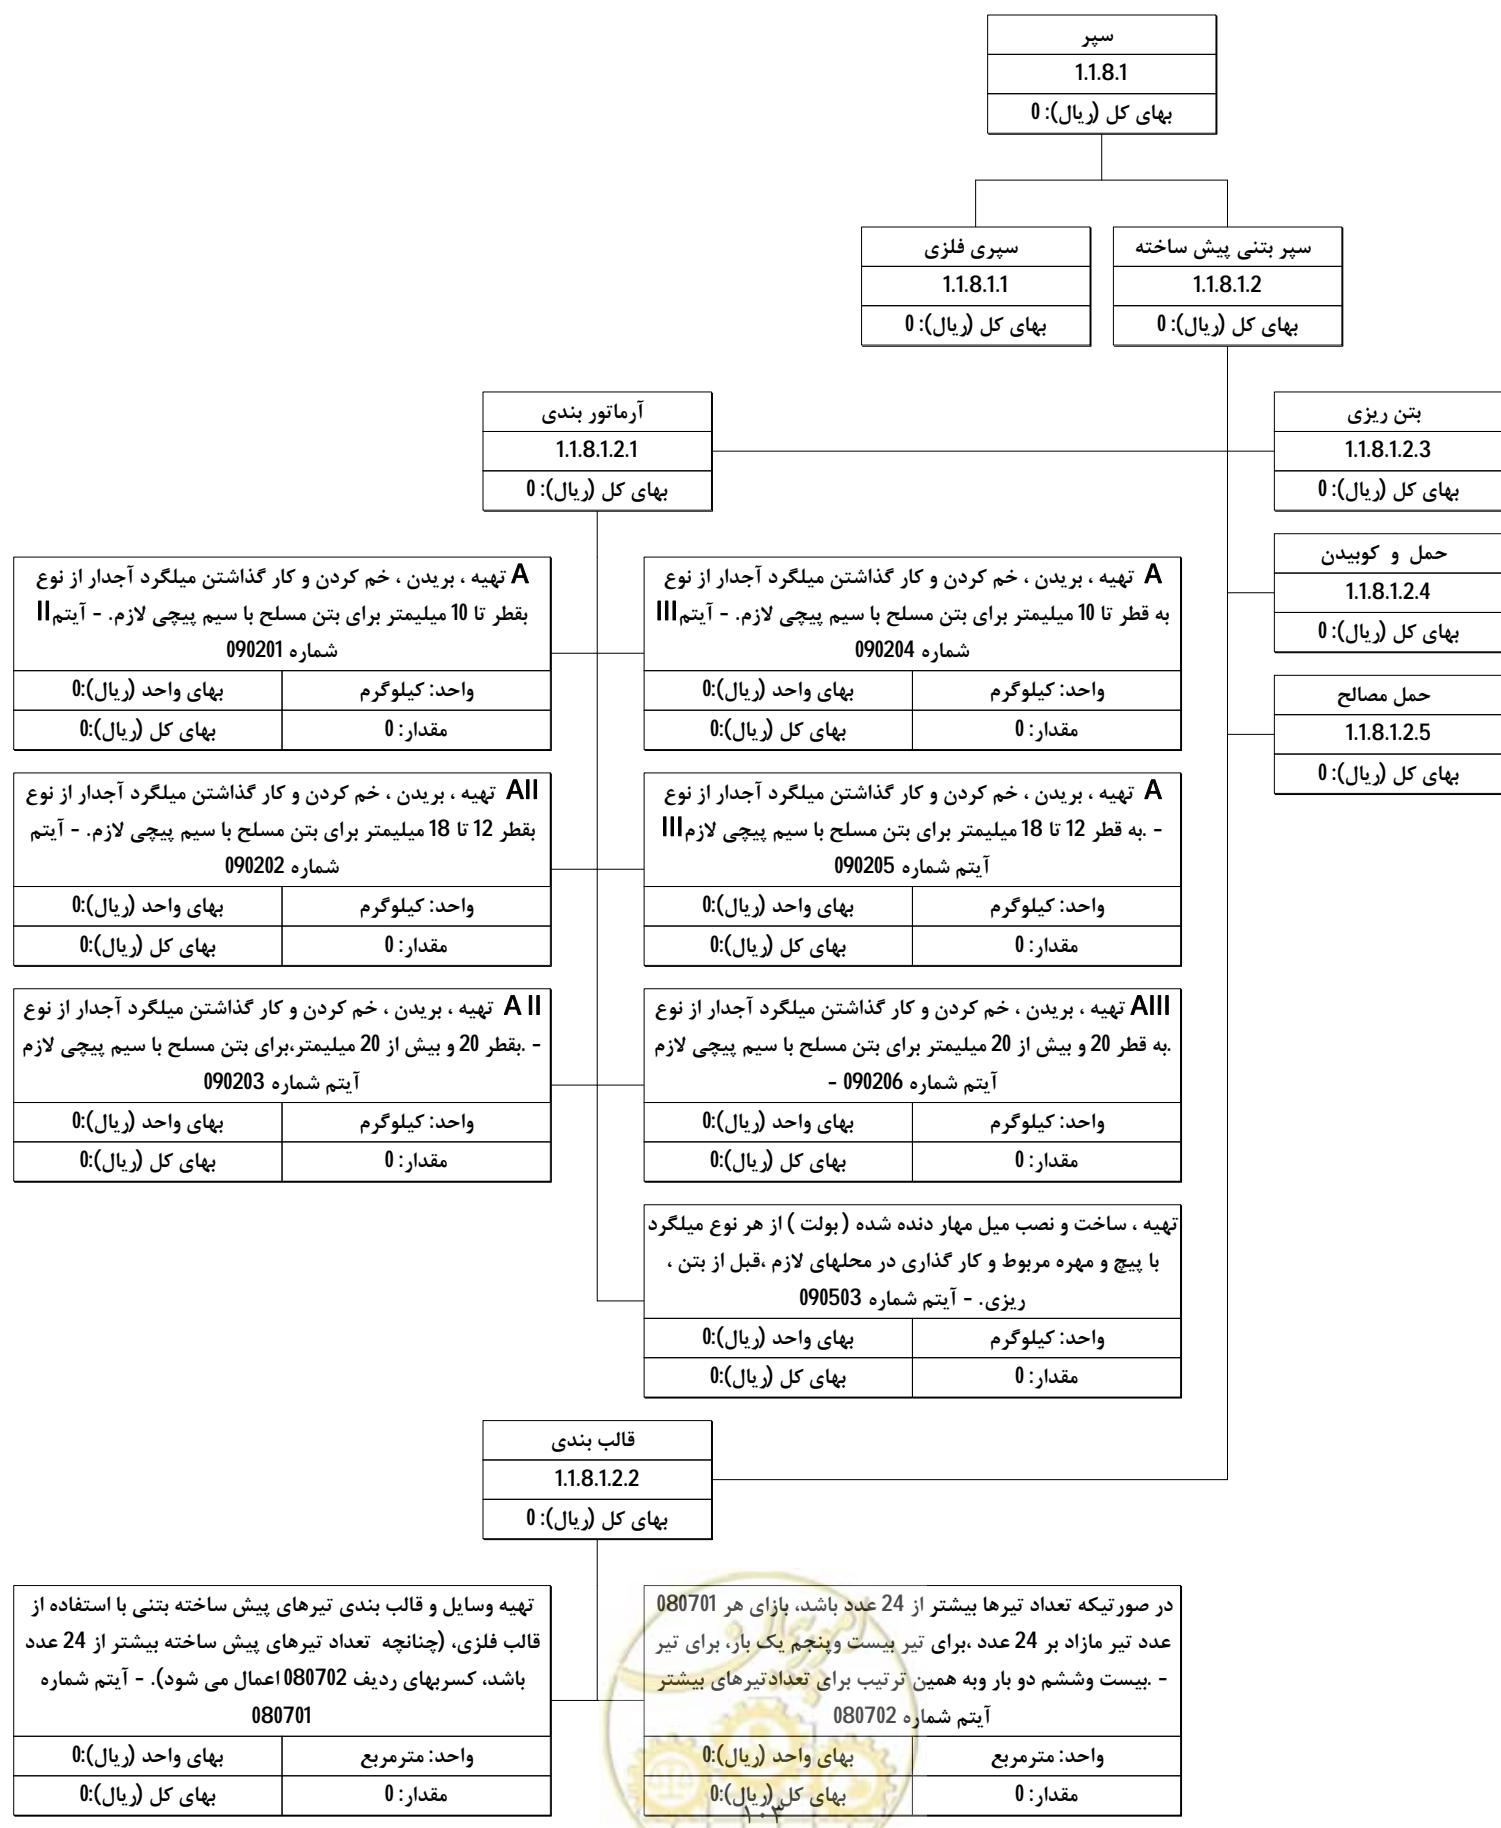 سپر
1.1.8.1
بهای کل (ریال): 0
سپر بتنی پیش ساخته
1.1.8.1.2
بهای کل (ریال): 0
سپری فلزی
1.1.8.1.1
بهای کل (ریال): 0
بتن ریزی
1.1.8.1.2.3
بهای کل (ریال): 0
حمل و کوبیدن
1.1.8.1.2.4
بهای کل (ریال): 0
حمل مصالح
1.1.8.1.2.5
بهای کل (ریال): 0
آرماتور بندی
1.1.8.1.2.1
بهای کل (ریال): 0
A تهیه ، بریدن ، خم کردن و کار گذاشتن میلگرد آجدار از نوع
به قطر تا 10 میلیمتر برای بتن مسلح با سیم پیچی لازم. - آیتم III
شماره 090204
واحد: کیلوگرم
بهای واحد (ریال):0
مقدار: 0
بهای کل (ریال):0
A تهیه ، بریدن ، خم کردن و کار گذاشتن میلگرد آجدار از نوع
بقطر تا 10 میلیمتر برای بتن مسلح با سیم پیچی لازم. - آیتم II
شماره 090201
واحد: کیلوگرم
بهای واحد (ریال):0
مقدار: 0
بهای کل (ریال):0
A تهیه ، بریدن ، خم کردن و کار گذاشتن میلگرد آجدار از نوع
- .به قطر 12 تا 18 میلیمتر برای بتن مسلح با سیم پیچی لازم III
آیتم شماره 090205
واحد: کیلوگرم
بهای واحد (ریال):0
مقدار: 0
بهای کل (ریال):0
AII تهیه ، بریدن ، خم کردن و کار گذاشتن میلگرد آجدار از نوع
بقطر 12 تا 18 میلیمتر برای بتن مسلح با سیم پیچی لازم. - آیتم
شماره 090202
واحد: کیلوگرم
بهای واحد (ریال):0
مقدار: 0
بهای کل (ریال):0
AIII تهیه ، بریدن ، خم کردن و کار گذاشتن میلگرد آجدار از نوع
.به قطر 20 و بیش از 20 میلیمتر برای بتن مسلح با سیم پیچی لازم
آیتم شماره 090206 -
واحد: کیلوگرم
بهای واحد (ریال):0
مقدار: 0
بهای کل (ریال):0
A II تهیه ، بریدن ، خم کردن و کار گذاشتن میلگرد آجدار از نوع
- .بقطر 20 و بیش از 20 میلیمتر،برای بتن مسلح با سیم پیچی لازم
آیتم شماره 090203
واحد: کیلوگرم
بهای واحد (ریال):0
مقدار: 0
بهای کل (ریال):0
تهیه ، ساخت و نصب میل مهار دنده شده ( بولت ) از هر نوع میلگرد
با پیچ و مهره مربوط و کار گذاری در محلهای لازم ،قبل از بتن ،
ریزی. - آیتم شماره 090503
واحد: کیلوگرم
بهای واحد (ریال):0
مقدار: 0
بهای کل (ریال):0
قالب بندی
1.1.8.1.2.2
بهای کل (ریال): 0
در صورتیکه تعداد تیرها بیشتر از 24 عدد باشد، بازای هر 080701
عدد تیر مازاد بر 24 عدد ،برای تیر بیست وپنجم یک بار، برای تیر
- .بیست وششم دو بار وبه همین ترتیب برای تعدادتیرهای بیشتر
آیتم شماره 080702
واحد: مترمربع
بهای واحد (ریال):0
مقدار: 0
بهای کل (ریال):0
تهیه وسایل و قالب بندی تیرهای پیش ساخته بتنی با استفاده از
قالب فلزی، (چنانچه تعداد تیرهای پیش ساخته بیشتر از 24 عدد
باشد، کسربهای ردیف 080702 اعمال می شود). - آیتم شماره
080701
واحد: مترمربع
بهای واحد (ریال):0
مقدار: 0
بهای کل (ریال):0
۱۰۳